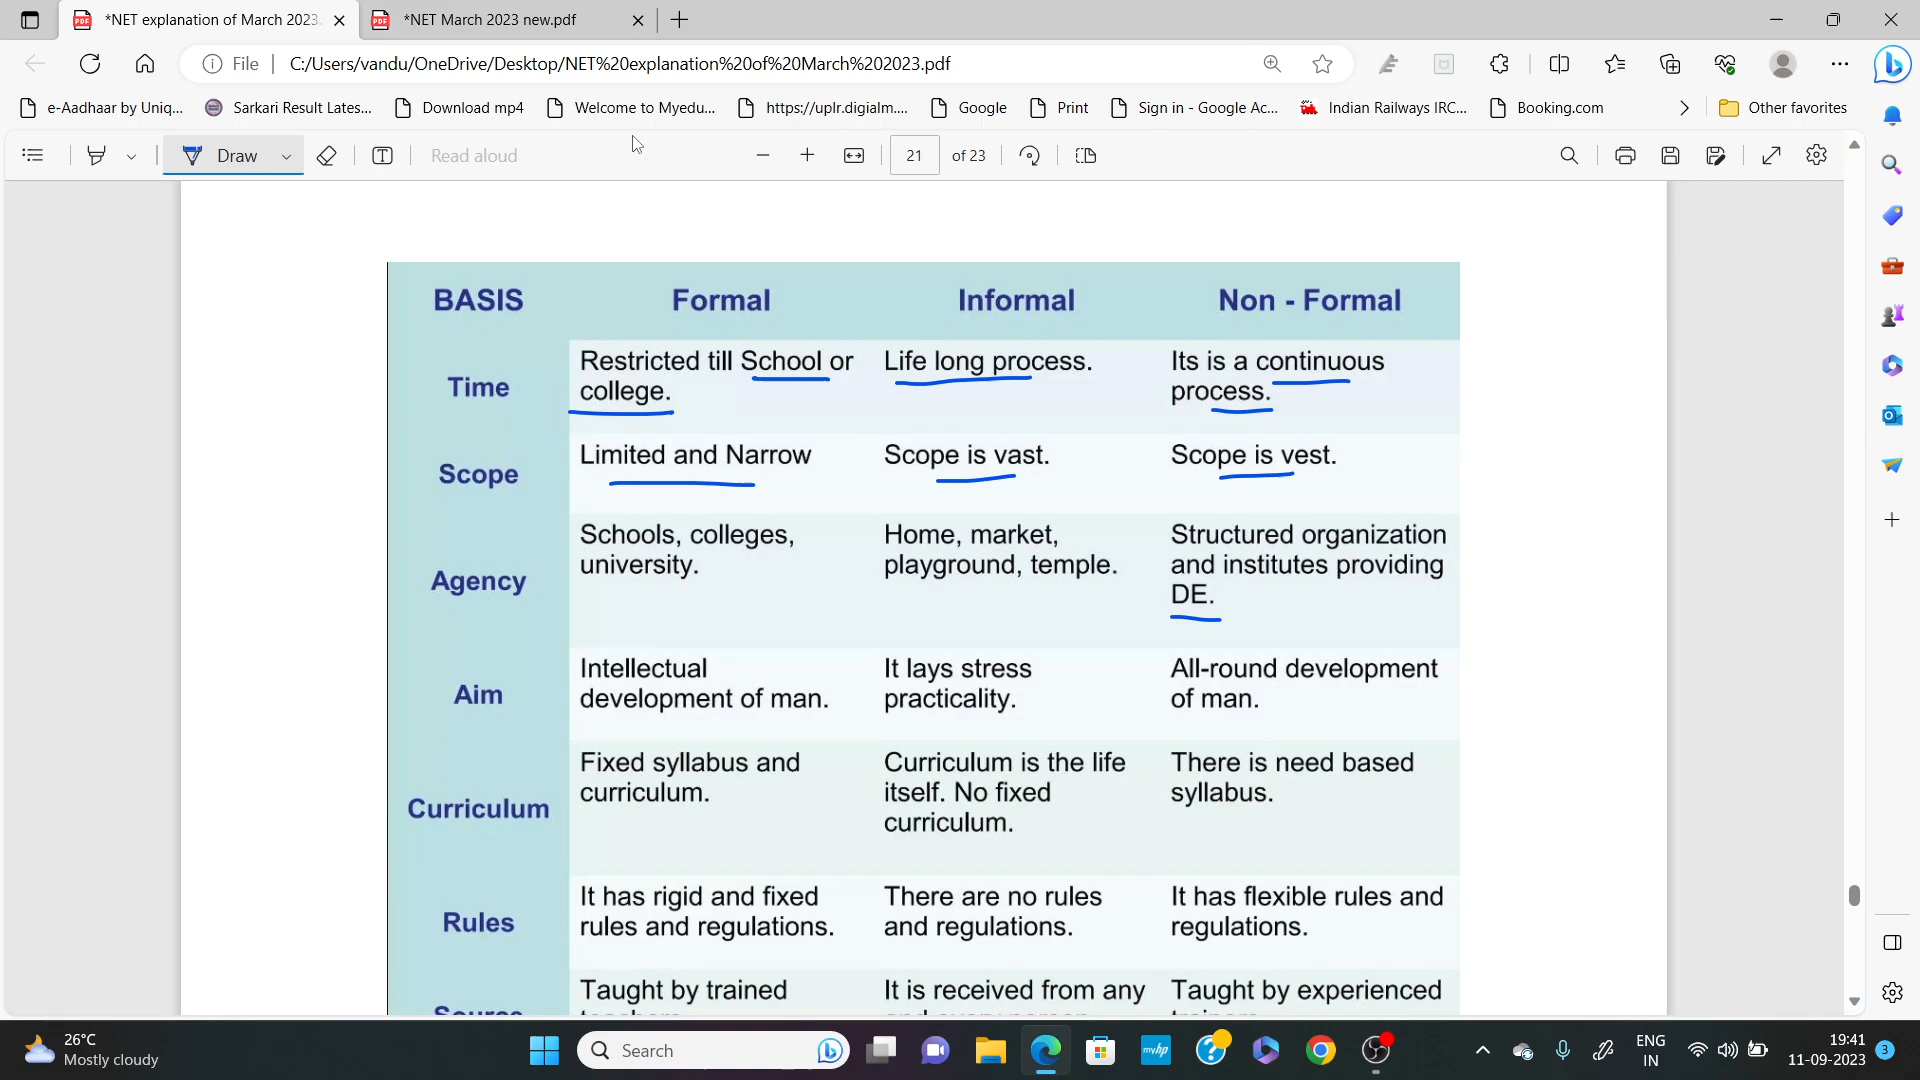 *NET explanation of March 2023.
*NET March 2023 new.pdf
File
C:/Users/vandu/OneDrive/Desktop/NET%20explanation%20of%20March%202023.pdf
e-Aadhaar by Uniq...
Sarkari Result Lates...
Download mp4
Welcome to Myedu...
https://uplr.digialm....
Google
Print
Sign in - Google Ac...
Indian Railways IRC...
Booking.com
Other favorites
Draw
Read aloud
21
of 23
BASIS
Formal
Informal
Non - Formal
Time
Restricted till School or
college.
Life long process.
Its is a continuous
process.
Scope
Limited and Narrow
Scope is vast.
Scope is vest.
Agency
Schools, colleges,
university.
Home, market,
playground, temple.
Structured organization
and institutes providing
DE.
Aim
Intellectual
development of man.
It lays stress
practicality.
All-round development
of man.
Curriculum
Fixed syllabus and
curriculum.
Curriculum is the life
itself. No fixed
curriculum.
There is need based
syllabus.
Rules
It has rigid and fixed
rules and regulations.
There are no rules
and regulations.
It has flexible rules and
regulations.
Source
Taught by trained
teachers
It is received from any
and every person
Taught by experienced
trainers
26°C
Mostly cloudy
Search
myhp
ENG
IN
19:41
11-09-2023
3